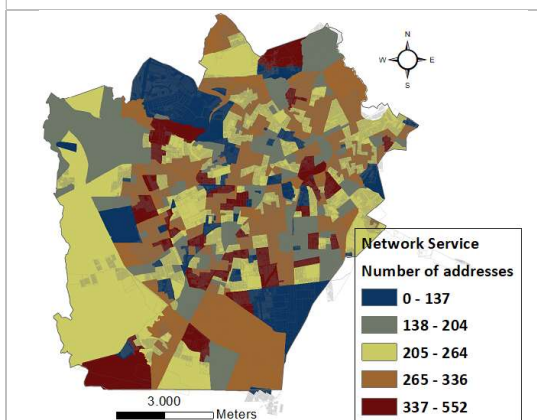 N
W E
S
Network Service
Number of addresses
0 - 137
138 - 204
205 - 264
265 - 336
337 - 552
3.000
Meters